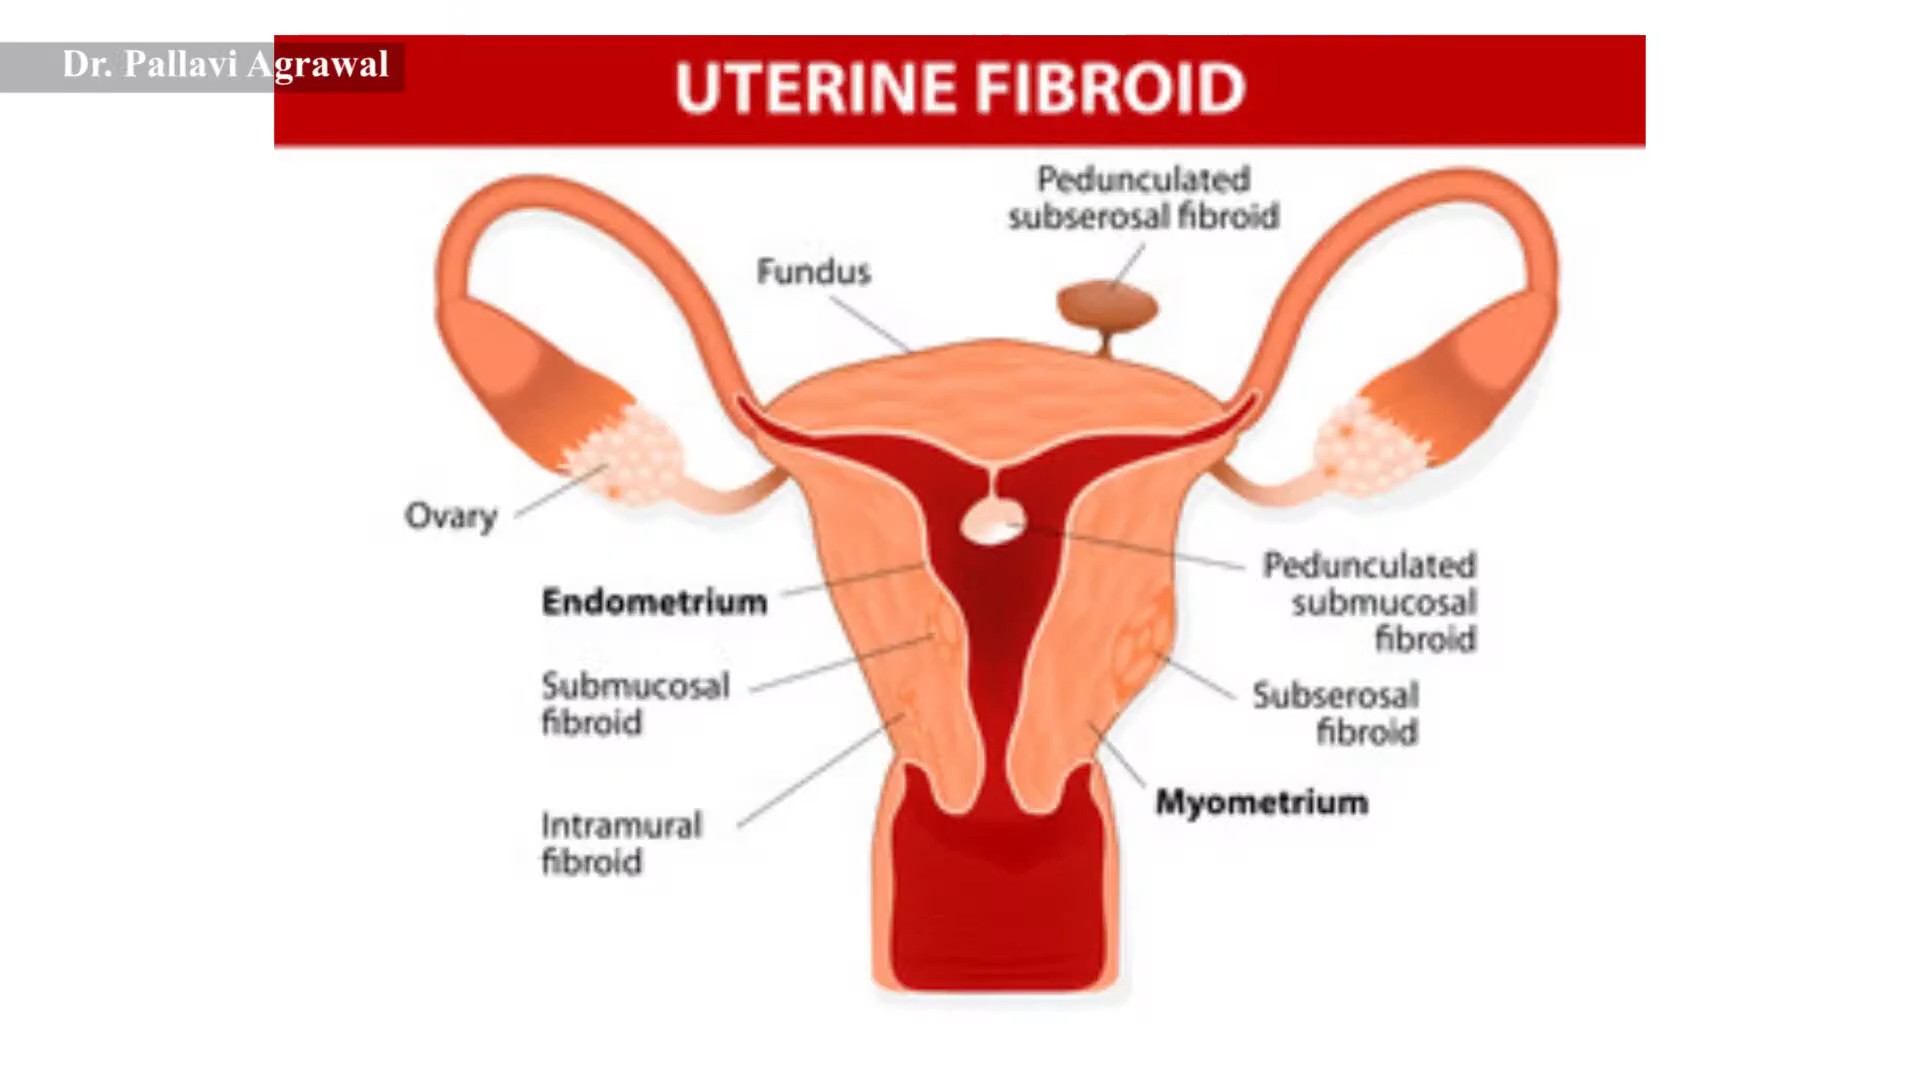 Dr. Pallavi Agrawal
UTERINE FIBROID
Pedunculated
subserosal fibroid
Fundus
Ovary
Endometrium
Submucosal
fibroid
Intramural
fibroid
Pedunculated
submucosal
fibroid
Subserosal
fibroid
Myometrium